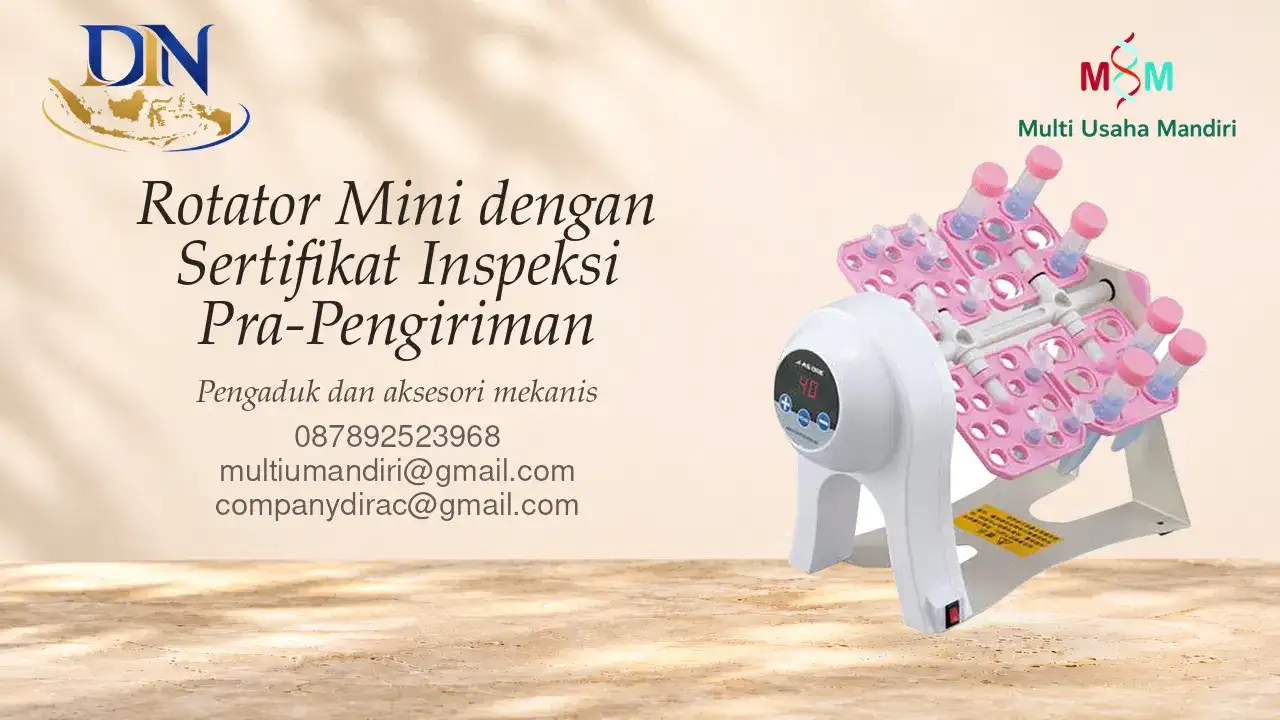 DIN
MSM
Multi Usaha Mandiri
Rotator Mini dengan
Sertifikat Inspeksi
Pra-Pengiriman
Pengaduk dan aksesori mekanis
087892523968
multiumandiri@gmail.com
companydirac@gmail.com
40